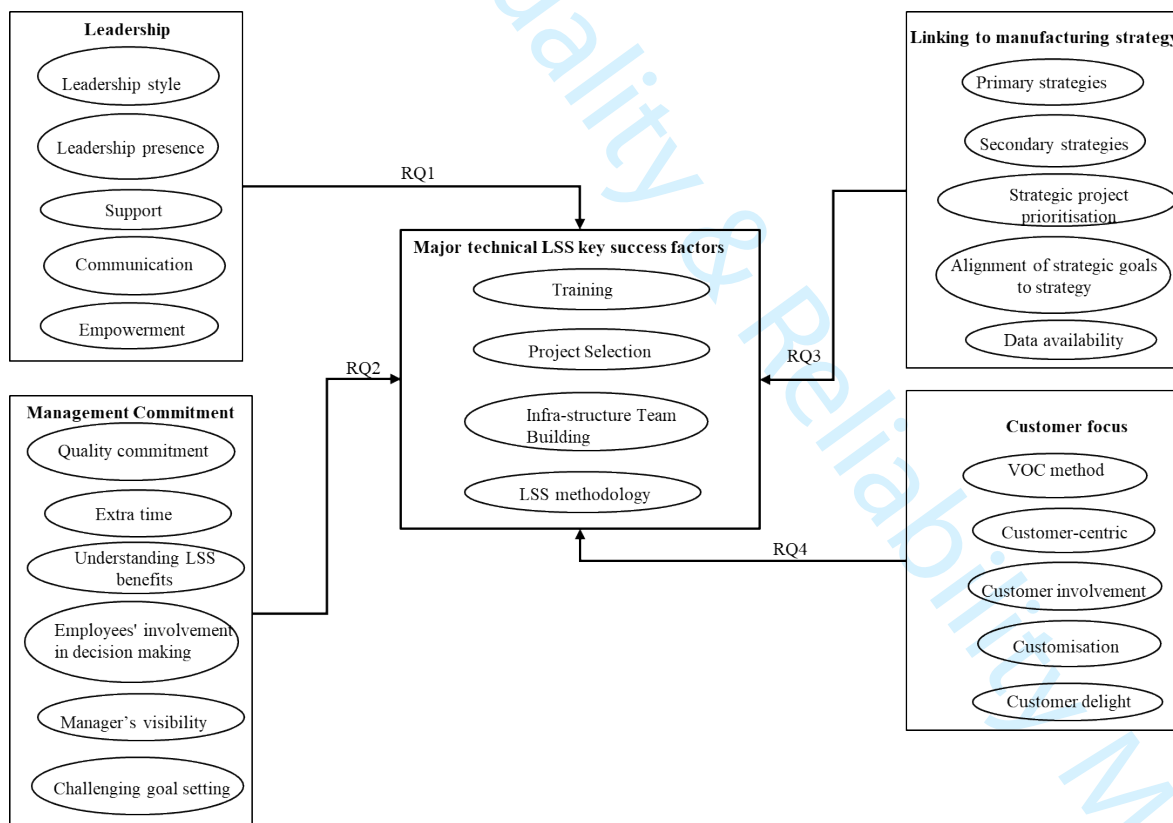 Leadership
Leadership style
Leadership presence
Support
Communication
Empowerment
Management Commitment
Quality commitment
Extra time
Understanding LSS
benefits
Employees' involvement
in decision making
Manager's visibility
Challenging goal setting
RQ1
RQ2
Major technical LSS key success factors
Training
Project Selection
Infra-structure Team
Building
LSS methodology
RQ3
RQ4
Linking to manufacturing strategy
Primary strategies
Secondary strategies
Strategic project
prioritisation
Alignment of strategic goals
to strategy
Data availability
Customer focus
VOC method
Customer-centric
Customer involvement
Customisation
Customer delight
uality & Reliability M